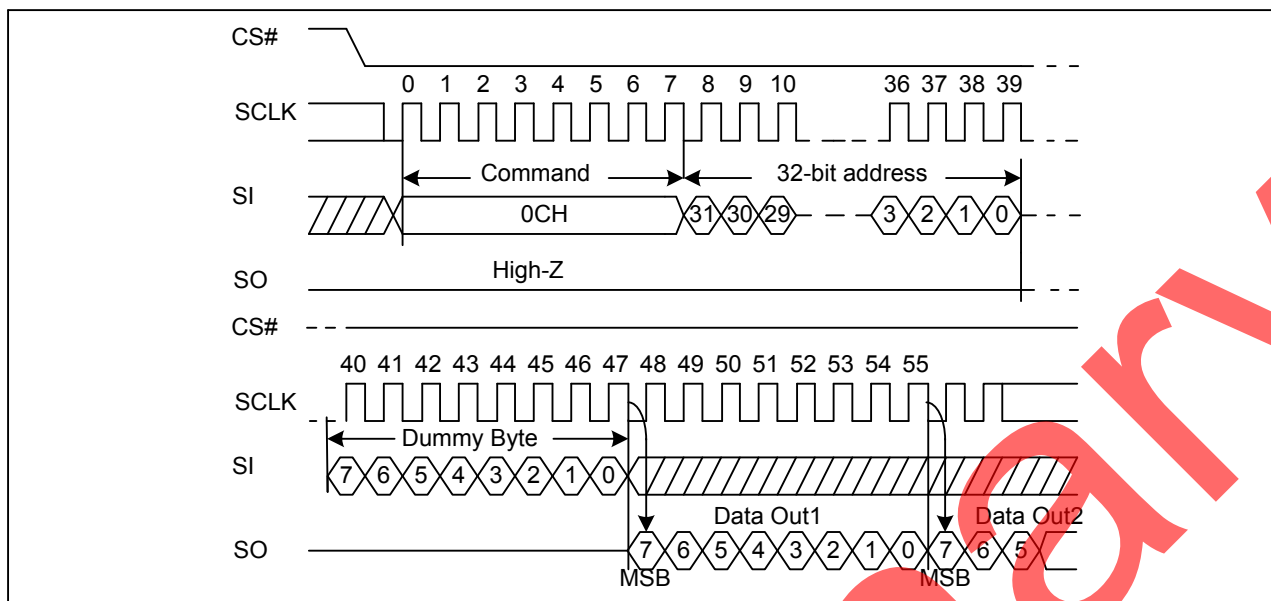 CS#
0 1 2 3 4 5 6 7 8 9 10 36 37 38 39
SCLK
Command 32-bit address
SI
0CH 31 30 29 3 2 1 0
High-Z
SO
CS#
40 41 42 43 44 45 46 47 48 49 50 51 52 53 54 55
SCLK
Dummy Byte
SI
7 6 5 4 3 2 1 0
Data Out1 Data Out2
SO
7 6 5 4 3 2 1 0 7 6 5
MSB MSB